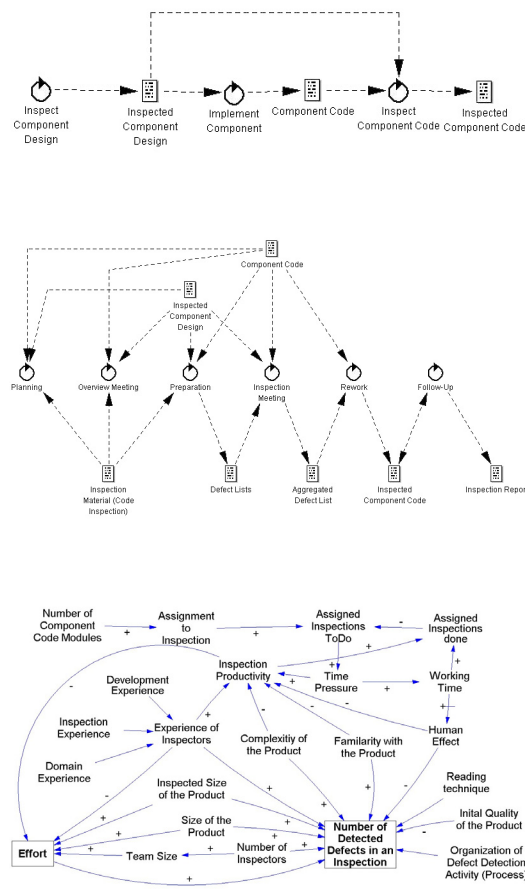 Inspect
Component
Design
Inspected
Component
Design
Implement
Component
Component Code
Inspect
Component Code
Inspected
Component Code
Component Code
Inspected
Component
Design
Planning
Overview Meeting
Preparation
Inspection
Meeting
Rework
Follow-Up
Inspection
Material (Code
Inspection)
Defect Lists
Aggregated
Defect List
Inspected
Component Code
Inspection Repor
Number of
Component
Code Modules
+
Assignment
to
Inspection
+
Assigned
Inspections
ToDo
-
Assigned
Inspections
done
+
+
Inspection
Productivity
+
Time
Pressure
+
Working
Time
-
Development
Experience
+
-
-
-
+-
Inspection
Experience
Experience of
Inspectors
Complexitiy of
the Product
Familarity with
the Product
Human
Effect
Domain
Experience
-
Inspected Size
of the Product
+
+
+
+
-
Reading
technique
Size of the
Product
+
+
+
Number of
Detected
Defects in an
Inspection
-
Inital Quality
of the Product
Effort
+
Team Size
+
Number of
Inspectors
+
Organization of
Defect Detection
Activity (Process)
+